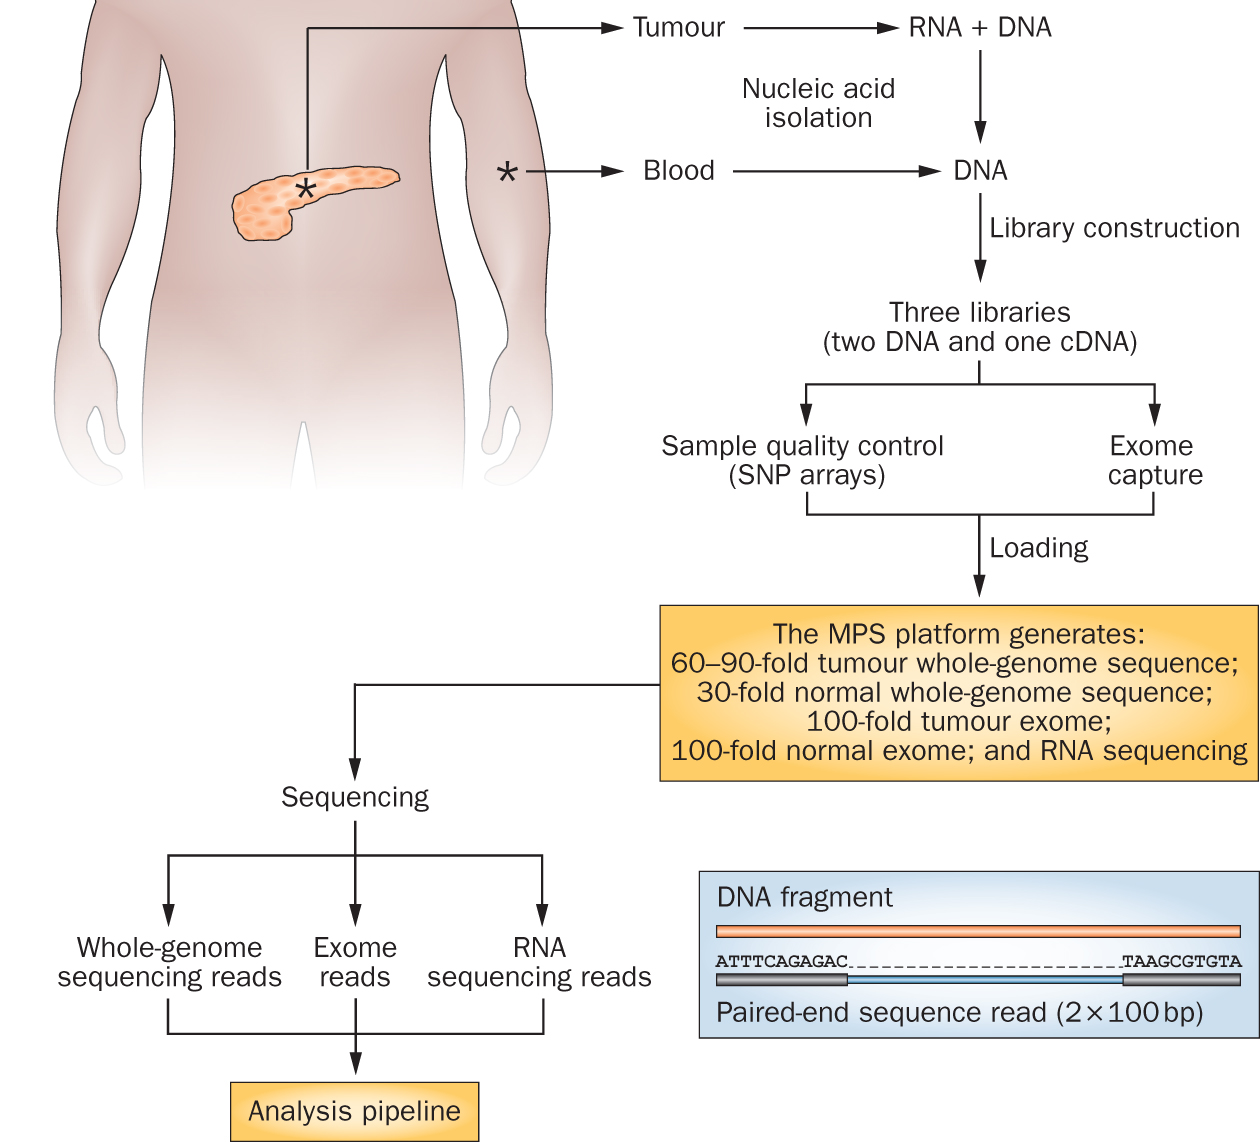 Tumour
RNA + DNA
Nucleic acid
isolation
*
Blood
DNA
*
Library construction
Three libraries
(two DNA and one cDNA)
Sample quality control
(SNP arrays)
Exome
capture
Loading
The MPS platform generates:
60–90-fold tumour whole-genome sequence;
30-fold normal whole-genome sequence;
100-fold tumour exome;
100-fold normal exome; and RNA sequencing
Sequencing
Whole-genome
sequencing reads
Exome
reads
RNA
sequencing reads
Analysis pipeline
DNA fragment
ATTTCAGAGAC----------------------------TAAGCGTGTA
Paired-end sequence read (2×100bp)